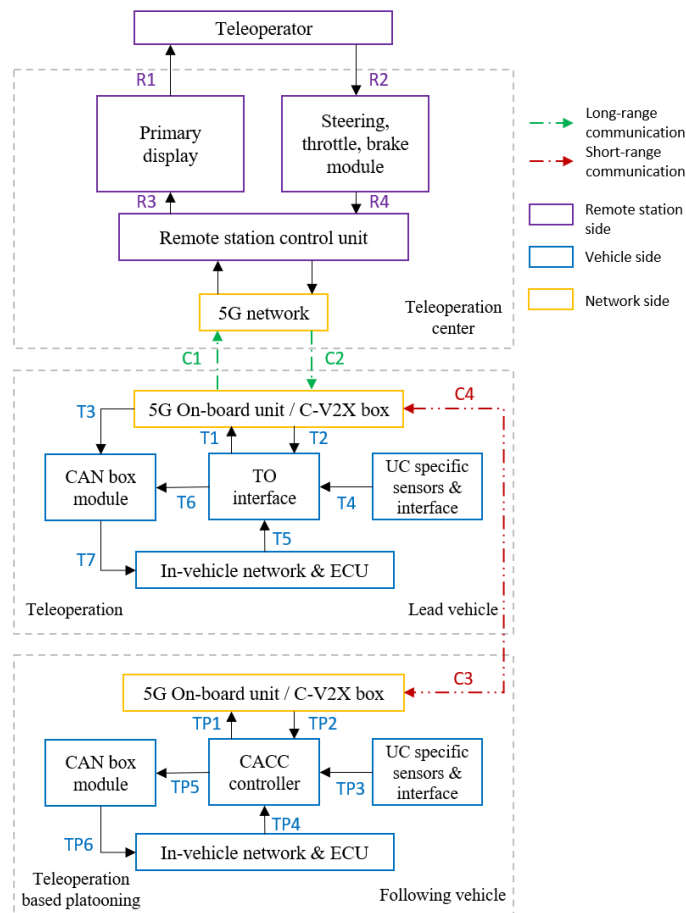 Teleoperator
R1
R2
Primary
display
Steering,
throttle, brake
module
R3
R4
Remote station control unit
5G network
Teleoperation
center
C1
C2
Long-range
communication
Short-range
communication
Remote station
side
Vehicle side
Network side
5G On-board unit / C-V2X box
C4
T3
T1
T2
CAN box
module
TO
interface
UC specific
sensors &
interface
T6
T4
T5
T7
In-vehicle network & ECU
Teleoperation
Lead vehicle
C3
5G On-board unit / C-V2X box
TP1
TP2
CAN box
module
CACC
controller
UC specific
sensors &
interface
TP5
TP3
TP4
TP6
In-vehicle network & ECU
Teleoperation
based platooning
Following vehicle